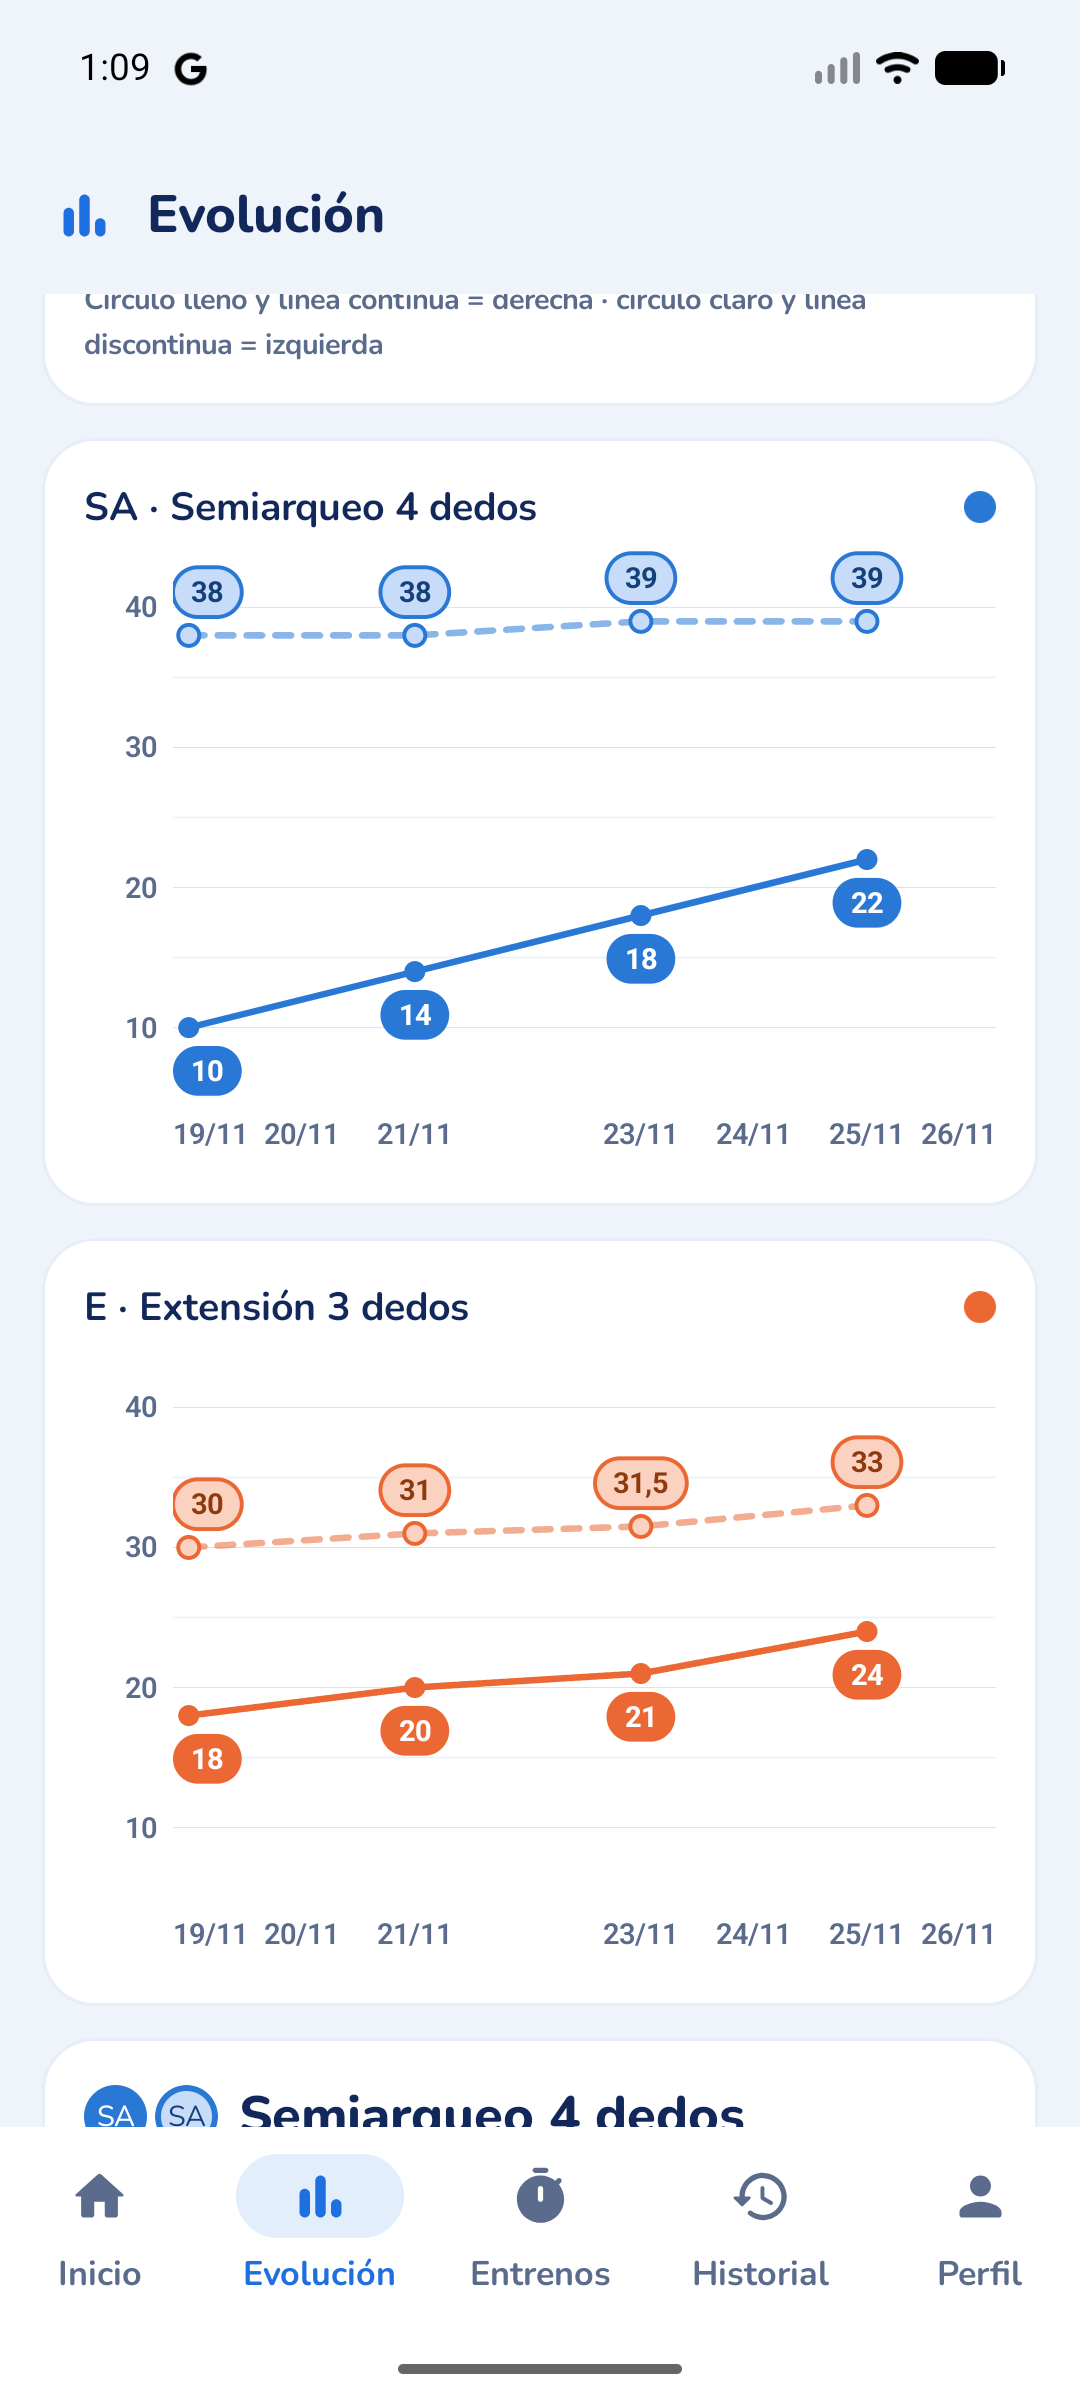 1:09
Evolución
Círculo lleno y línea continua = derecha · círculo claro y línea
discontinua = izquierda
SA · Semiarqueo 4 dedos
38 38 39 39
40
30
20
10
22
18
14
10
19/11 20/11 21/11 23/11 24/11 25/11 26/11
E · Extensión 3 dedos
40
33
31,5
31
30
30
24
20
21
20
18
10
19/11 20/11 21/11 23/11 24/11 25/11 26/11
SA SA Semiarqueo 4 dedos
Inicio Evolución Entrenos Historial Perfil